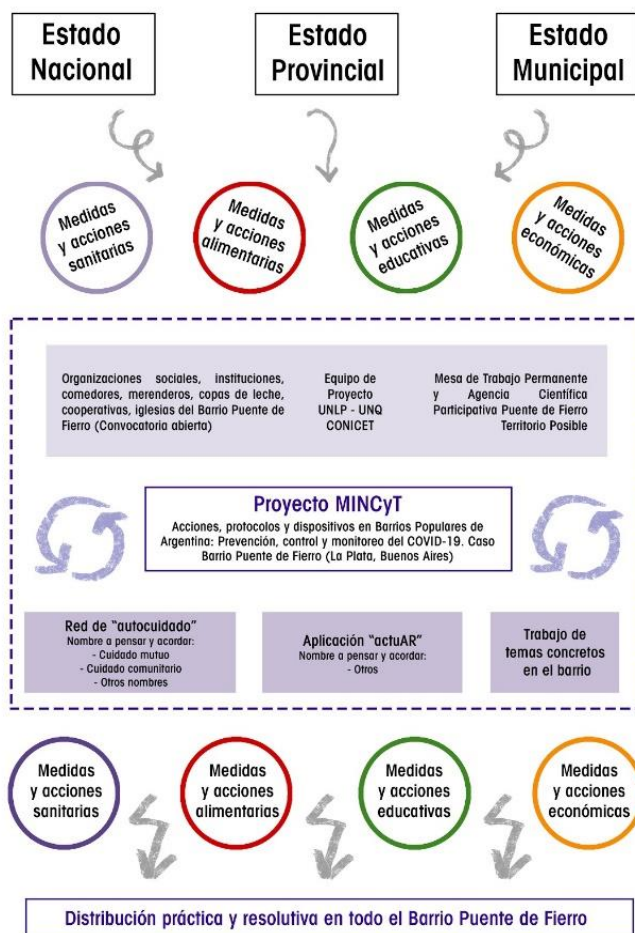 Estado
Nacional
Estado
Provincial
Estado
Municipal
Medidas
y acciones
sanitarias
Medidas
y acciones
alimentarias
Medidas
y acciones
educativas
Medidas
y acciones
económicas
Organizaciones sociales, instituciones,
comedores, merenderos, copas de leche,
cooperativas, iglesias del Barrio Puente de
Fierro (Convocatoria abierta)
Equipo de
Proyecto
UNLP - UNQ
CONICET
Mesa de Trabajo Permanente
y Agencia Científica
Participativa Puente de Fierro
Territorio Posible
Proyecto MINCyT
Acciones, protocolos y dispositivos en Barrios Populares de
Argentina: Prevención, control y monitoreo del COVID-19. Caso
Barrio Puente de Fierro (La Plata, Buenos Aires)
Red de "autocuidado"
Nombre a pensar y acordar:
- Cuidado mutuo
- Cuidado comunitario
- Otros nombres
Aplicación "actuAR"
Nombre a pensar y acordar:
- Otros
Trabajo de
temas concretos
en el barrio
Medidas
y acciones
sanitarias
Medidas
y acciones
alimentarias
Medidas
y acciones
educativas
Medidas
y acciones
económicas
Distribución práctica y resolutiva en todo el Barrio Puente de Fierro